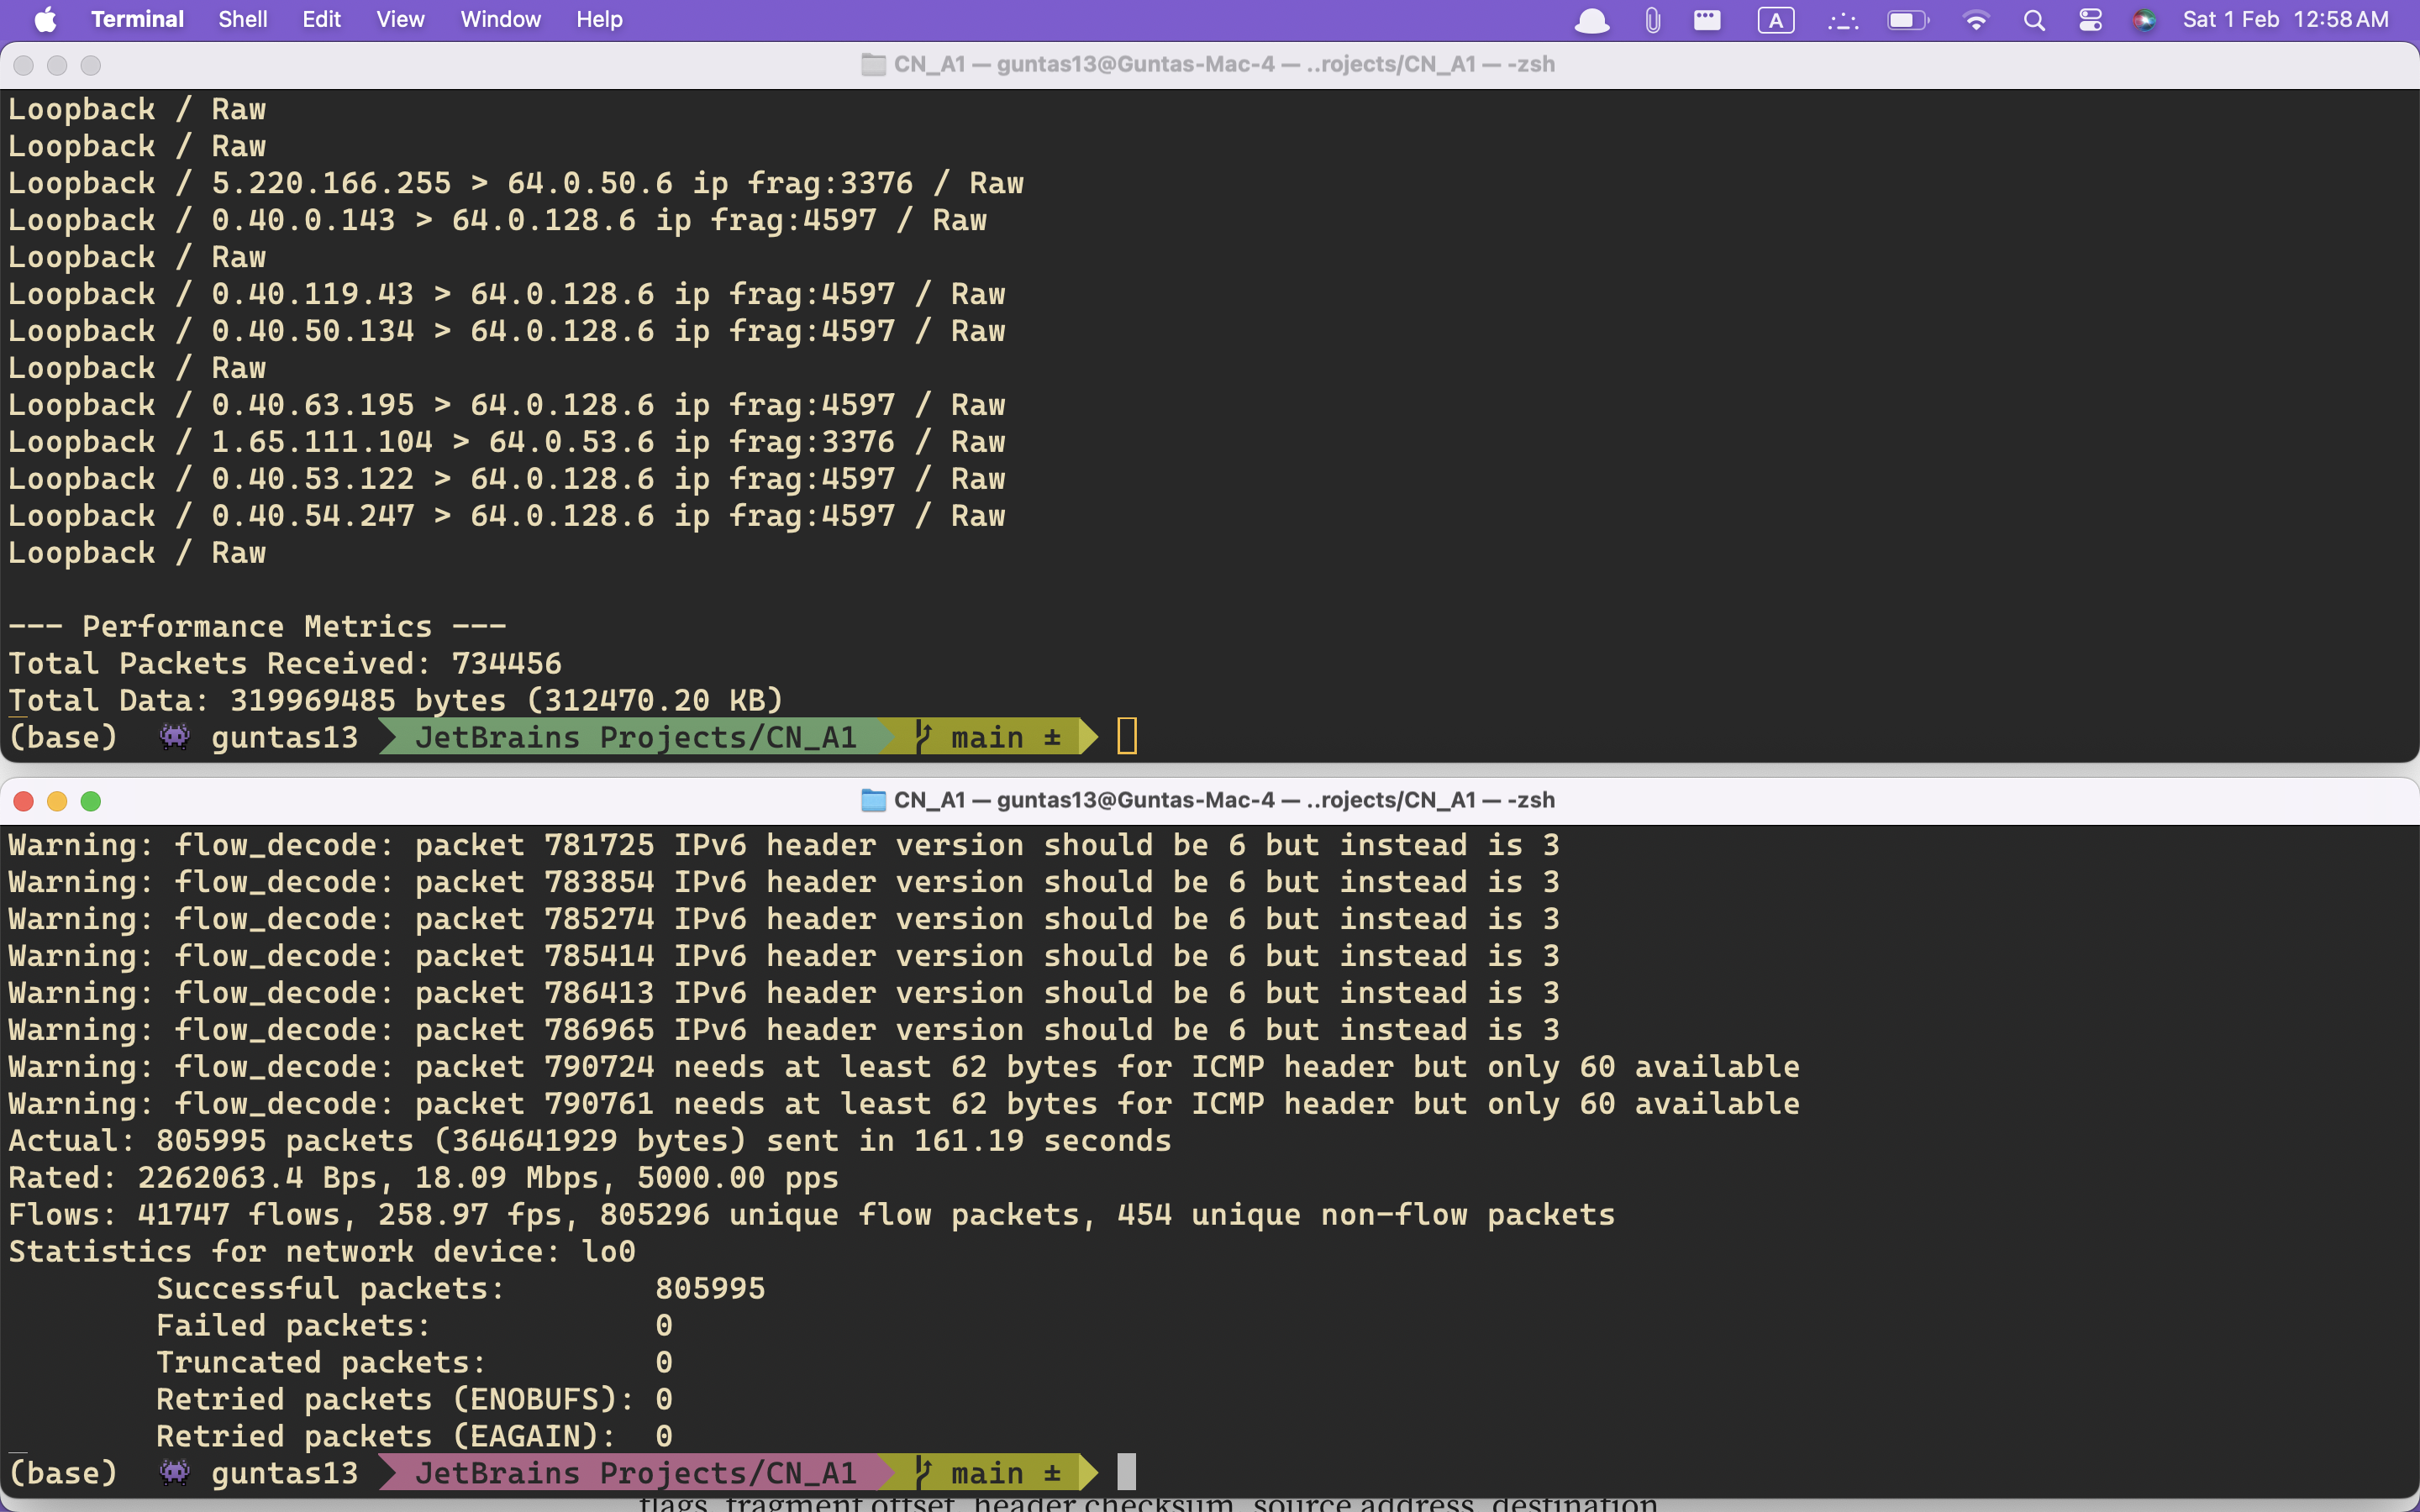 Terminal Shell Edit View Window Help A Sat 1 Feb 12:58 AM
CN_A1 — guntas13@Guntas-Mac-4 — ..rojects/CN_A1 — -zsh
Loopback / Raw
Loopback / Raw
Loopback / 5.220.166.255 > 64.0.50.6 ip frag:3376 / Raw
Loopback / 0.40.0.143 > 64.0.128.6 ip frag:4597 / Raw
Loopback / Raw
Loopback / 0.40.119.43 > 64.0.128.6 ip frag:4597 / Raw
Loopback / 0.40.50.134 > 64.0.128.6 ip frag:4597 / Raw
Loopback / Raw
Loopback / 0.40.63.195 > 64.0.128.6 ip frag:4597 / Raw
Loopback / 1.65.111.104 > 64.0.53.6 ip frag:3376 / Raw
Loopback / 0.40.53.122 > 64.0.128.6 ip frag:4597 / Raw
Loopback / 0.40.54.247 > 64.0.128.6 ip frag:4597 / Raw
Loopback / Raw
--- Performance Metrics ---
Total Packets Received: 734456
Total Data: 319969485 bytes (312470.20 KB)
(base) 👾 guntas13 JetBrains Projects/CN_A1 main ±
CN_A1 — guntas13@Guntas-Mac-4 — ..rojects/CN_A1 — -zsh
Warning: flow_decode: packet 781725 IPv6 header version should be 6 but instead is 3
Warning: flow_decode: packet 783854 IPv6 header version should be 6 but instead is 3
Warning: flow_decode: packet 785274 IPv6 header version should be 6 but instead is 3
Warning: flow_decode: packet 785414 IPv6 header version should be 6 but instead is 3
Warning: flow_decode: packet 786413 IPv6 header version should be 6 but instead is 3
Warning: flow_decode: packet 786965 IPv6 header version should be 6 but instead is 3
Warning: flow_decode: packet 790724 needs at least 62 bytes for ICMP header but only 60 available
Warning: flow_decode: packet 790761 needs at least 62 bytes for ICMP header but only 60 available
Actual: 805995 packets (364641929 bytes) sent in 161.19 seconds
Rated: 2262063.4 Bps, 18.09 Mbps, 5000.00 pps
Flows: 41747 flows, 258.97 fps, 805296 unique flow packets, 454 unique non-flow packets
Statistics for network device: lo0
Successful packets: 805995
Failed packets: 0
Truncated packets: 0
Retried packets (ENOBUFS): 0
Retried packets (EAGAIN): 0
(base) 👾 guntas13 JetBrains Projects/CN_A1 main ±
flags, fragment offset, header checksum, source address, destination